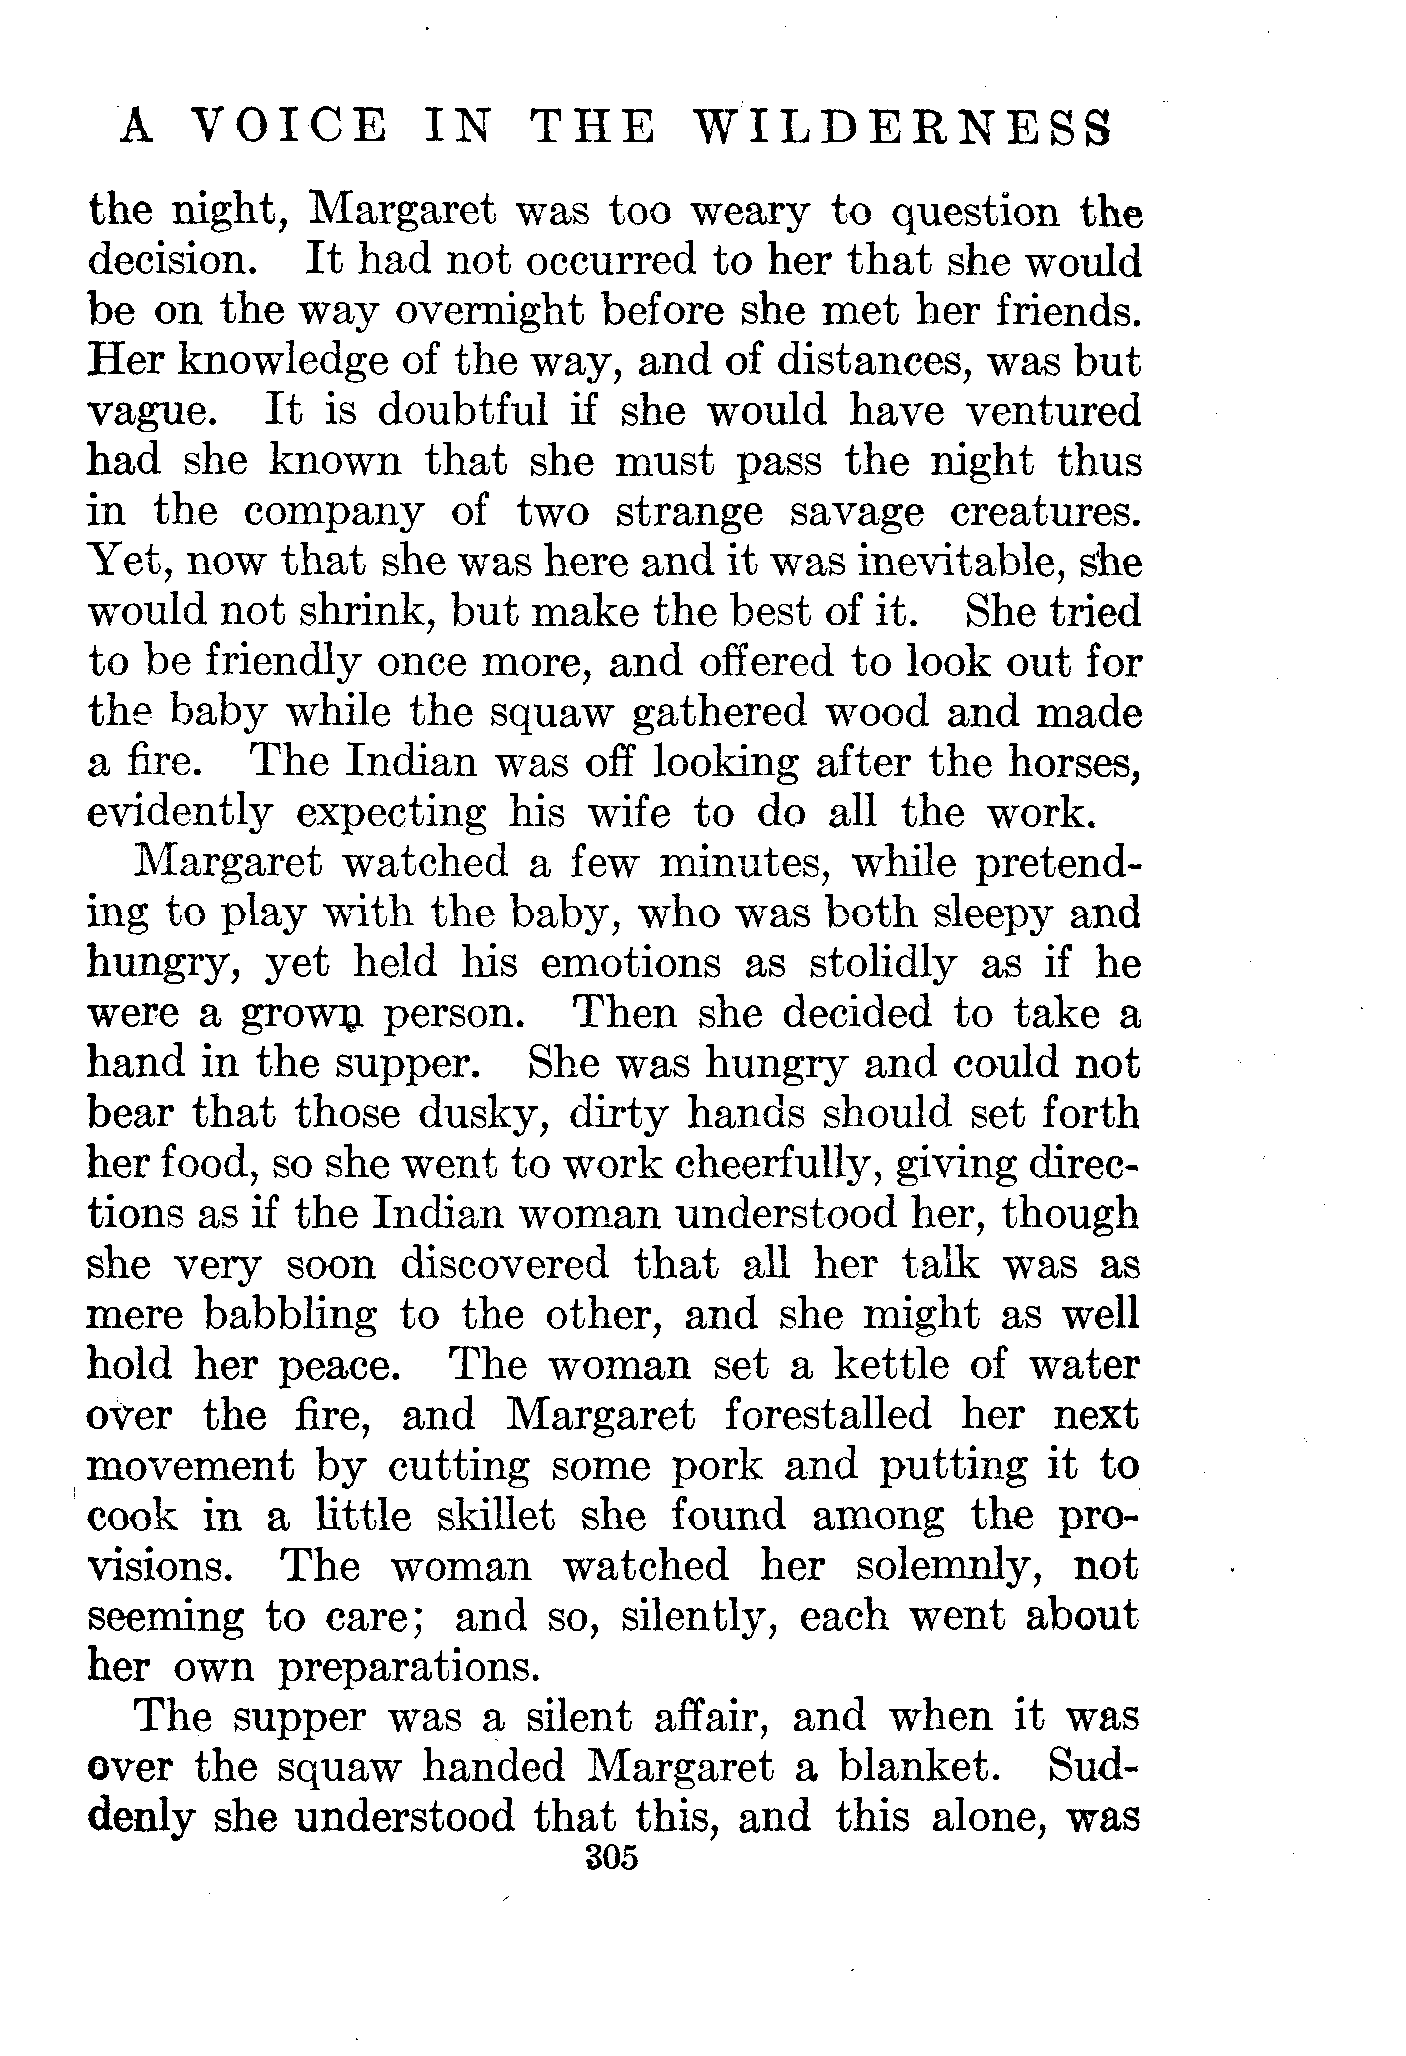 A VOICE IN THE WILDERNESS
the night, Margaret was too weary to question the
decision. It had not occurred to her that she would
be on the way overnight before she met her friends.
Her knowledge of the way, and of distances, was but
vague. It is doubtful if she would have ventured
had she known that she must pass the night thus
in the company of two strange savage creatures.
Yet, now that she was here and it was inevitable, she
would not shrink, but make the best of it. She tried
to be friendly once more, and offered to look out for
the baby while the squaw gathered wood and made
a fire. The Indian was off looking after the horses,
evidently expecting his wife to do all the work.
Margaret watched a few minutes, while pretend-
ing to play with the baby, who was both sleepy and
hungry, yet held his emotions as stolidly as if he
were a grown person. Then she decided to take a
hand in the supper. She was hungry and could not
bear that those dusky, dirty hands should set forth
her food, so she went to work cheerfully, giving direc-
tions as if the Indian woman understood her, though
she very soon discovered that all her talk was as
mere babbling to the other, and she might as well
hold her peace. The woman set a kettle of water
over the fire, and Margaret forestalled her next
movement by cutting some pork and putting it to
cook in a little skillet she found among the pro-
visions. The woman watched her solemnly, not
seeming to care; and so, silently, each went about
her own preparations.
The supper was a silent affair, and when it was
over the squaw handed Margaret a blanket. Sud-
denly she understood that this, and this alone, was
305